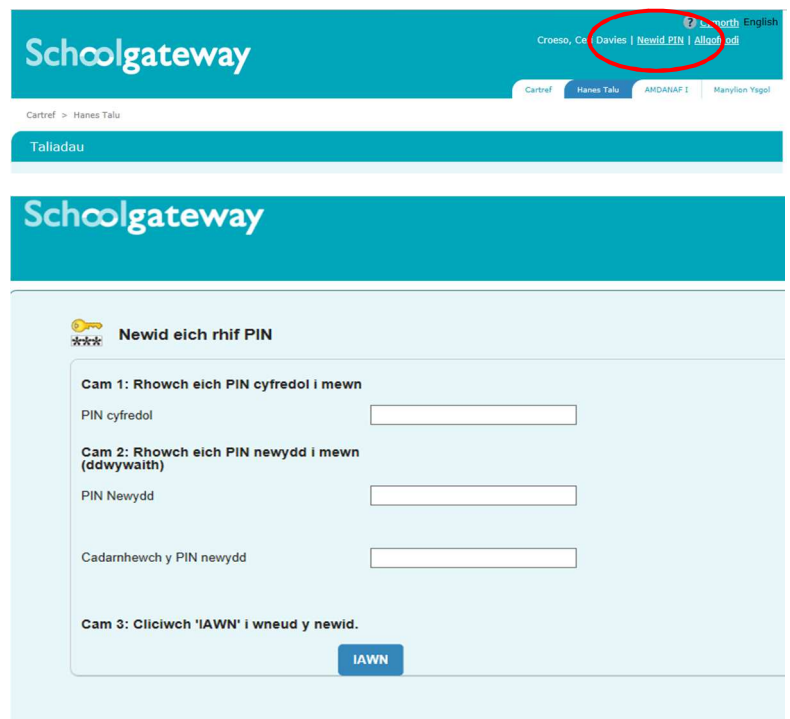 ? Cymorth English
Schoolgateway
Croeso, Davies | Newid PIN | Allgofnodi
Cartref Hanes Talu AMDANAF I Manylion Ysgol
Cartref > Hanes Talu
Taliadau
Schoolgateway
*** Newid eich rhif PIN
Cam 1: Rhowch eich PIN cyfredol i mewn
PIN cyfredol
Cam 2: Rhowch eich PIN newydd i mewn
(ddwywaith)
PIN Newydd
Cadarnhewch y PIN newydd
Cam 3: Cliciwch 'IAWN' i wneud y newid.
IAWN